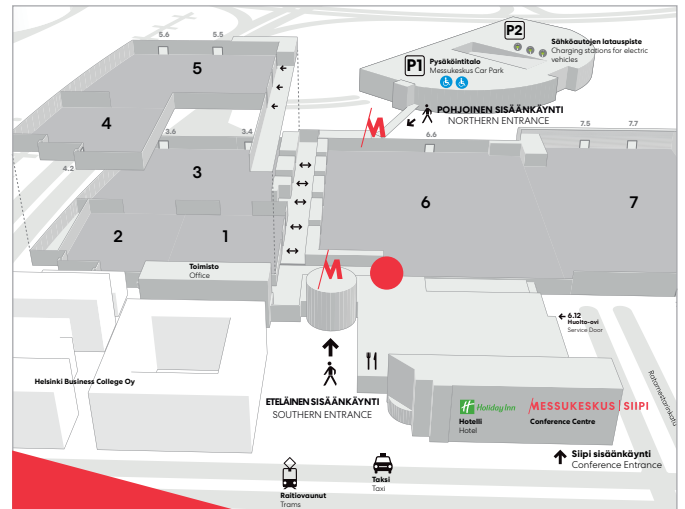 P2
Sähköautojen latauspiste
Charging stations for electric
vehicles
5.6
5.5
5
P1
Pysäköintitalo
Messukeskus Car Park
POHJOINEN SISÄÄNKÄYNTI
NORTHERN ENTRANCE
4
3.6
3.4
6.6
7.5
7.7
4.2
3
6
7
2
1
Toimisto
Office
6.12
Huolto-ovi
Service Door
Ratamestarinkatu
Helsinki Business College Oy
ETELÄINEN SISÄÄNKÄYNTI
SOUTHERN ENTRANCE
H Holiday Inn
MESSUKESKUS SIIPI
Hotelli
Hotel
Conference Centre
Siipi sisäänkäynti
Conference Entrance
Raitiovaunut
Trams
Taksi
Taxi